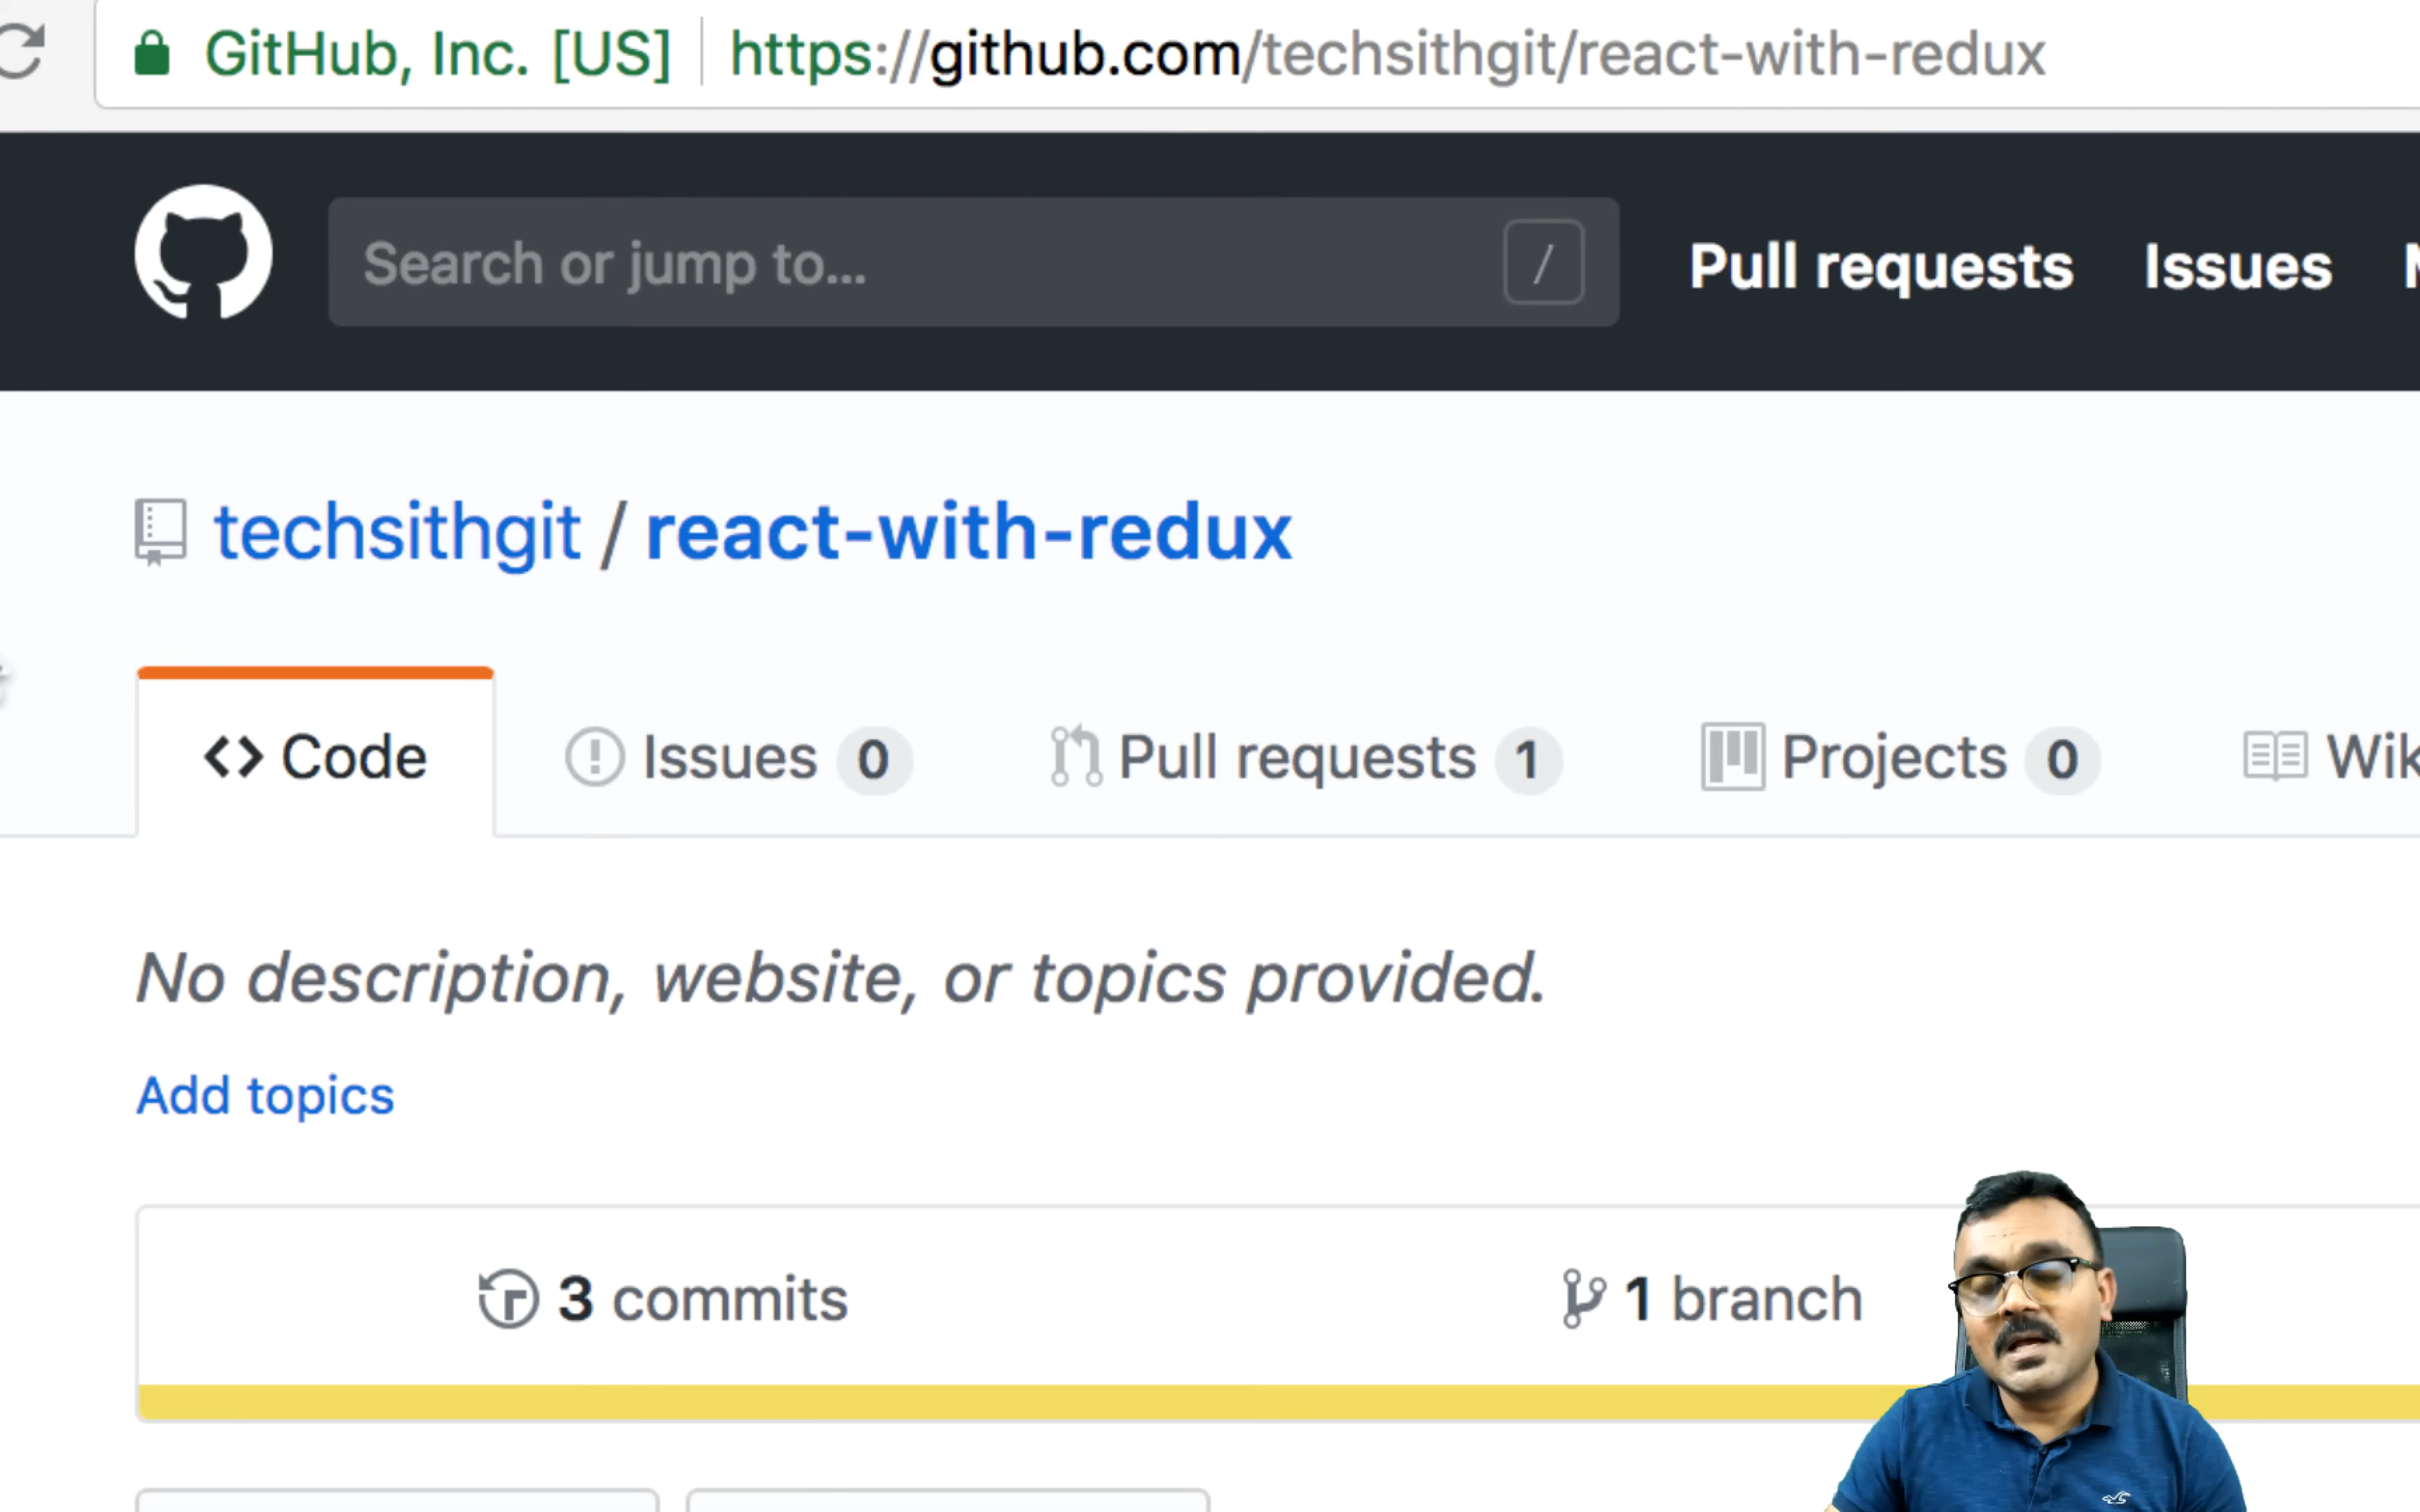 GitHub, Inc. [US] https://github.com/techsithgit/react-with-redux
Search or jump to... / Pull requests Issues
techsithgit / react-with-redux
Code Issues 0 Pull requests 1 Projects 0 Wik
No description, website, or topics provided.
Add topics
3 commits 1 branch